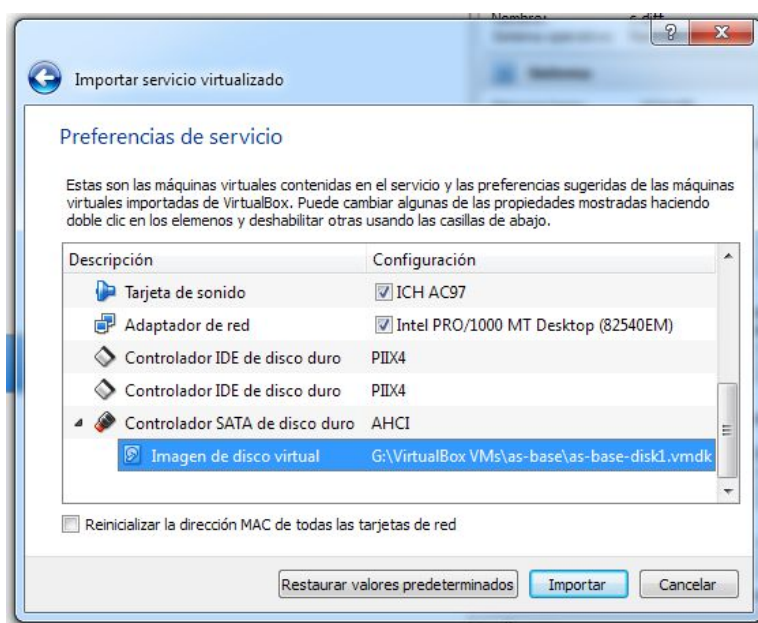 Nombre: c-diff
Importar servicio virtualizado
Preferencias de servicio
Estas son las máquinas virtuales contenidas en el servicio y las preferencias sugeridas de las máquinas
virtuales importadas de VirtualBox. Puede cambiar algunas de las propiedades mostradas haciendo
doble clic en los elemenos y deshabilitar otras usando las casillas de abajo.
Descripción Configuración
Tarjeta de sonido ICH AC97
Adaptador de red Intel PRO/1000 MT Desktop (82540EM)
Controlador IDE de disco duro PIIX4
Controlador IDE de disco duro PIIX4
Controlador SATA de disco duro AHCI
Imagen de disco virtual G:\VirtualBox VMs\as-base\as-base-disk1.vmdk
Reinicializar la dirección MAC de todas las tarjetas de red
Restaurar valores predeterminados Importar Cancelar